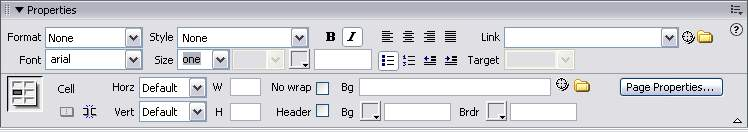 Properties
Format None Style None B I Link
Font arial Size one Target
Cell Horz Default W No wrap Bg Page Properties...
Vert Default H Header Bg Brdr